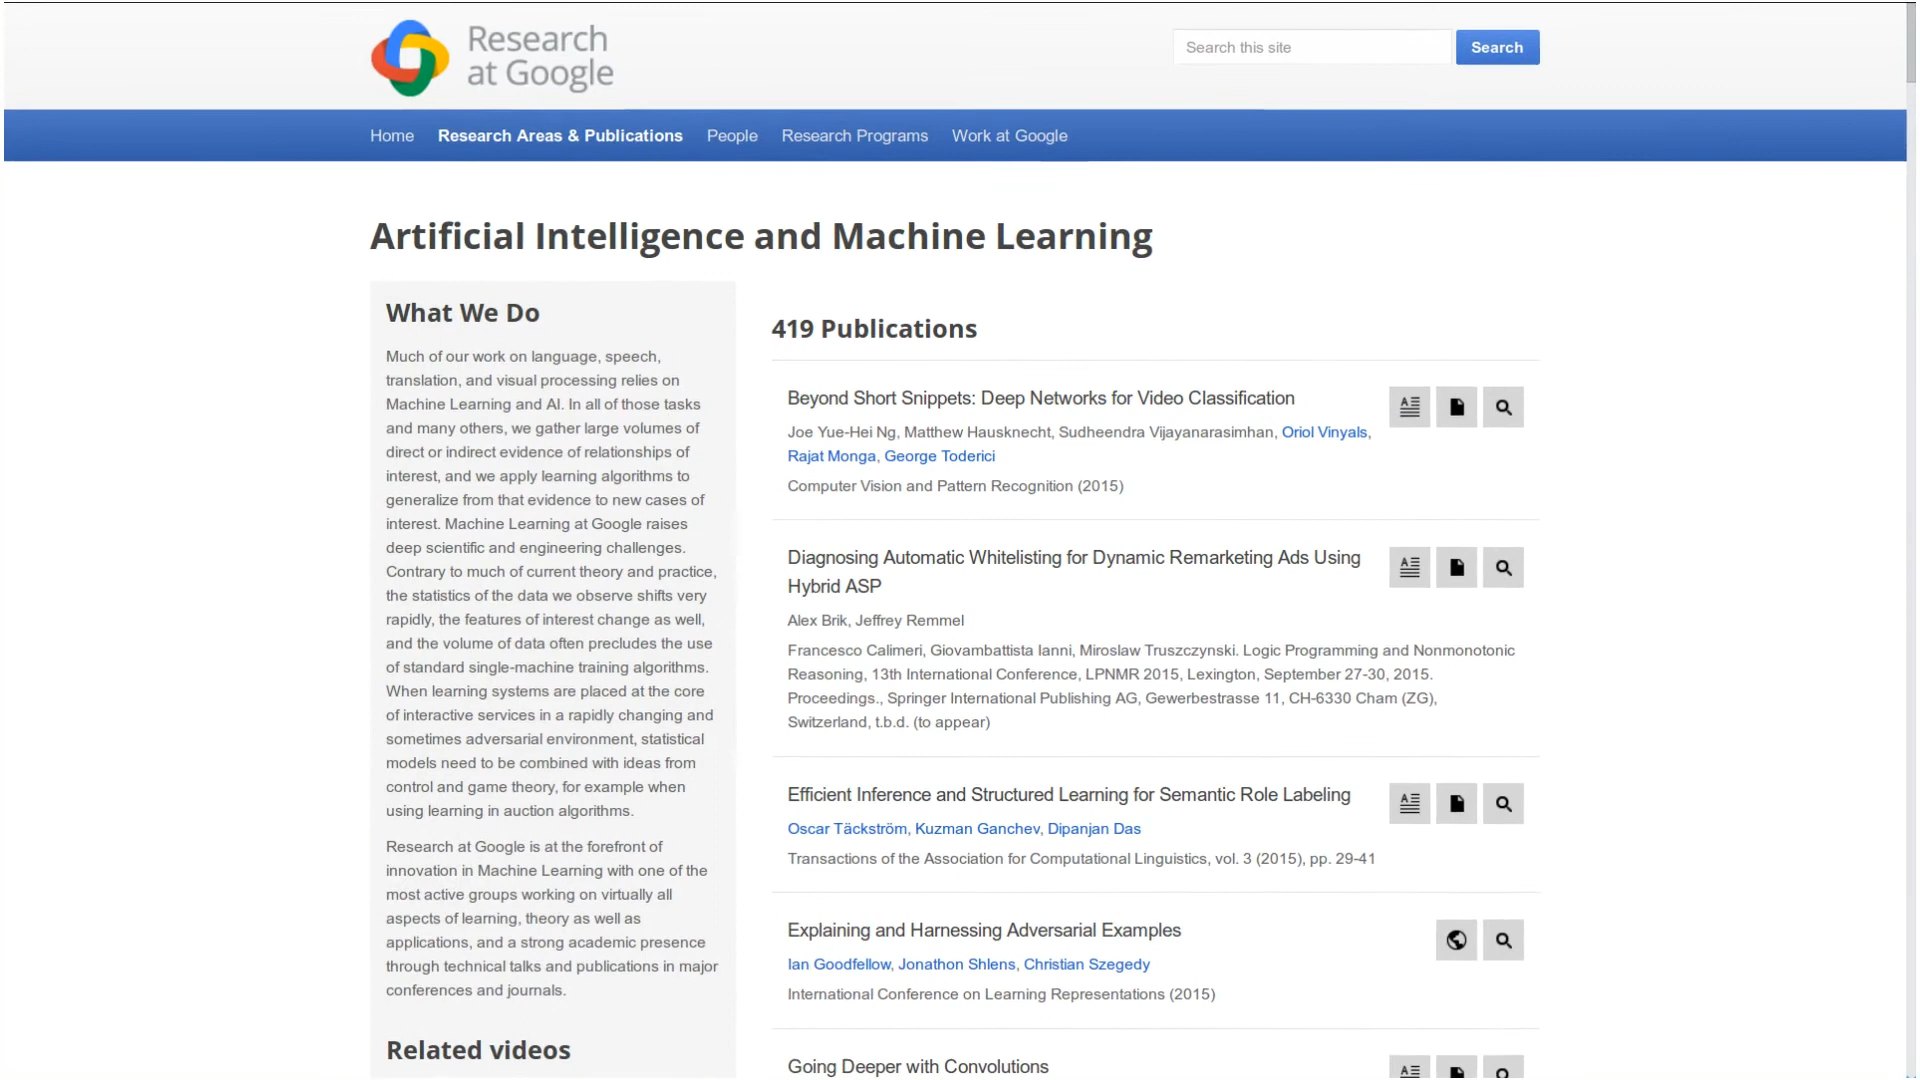 Research
at Google
Search this site
Search
Home Research Areas & Publications People Research Programs Work at Google
Artificial Intelligence and Machine Learning
What We Do
Much of our work on language, speech,
translation, and visual processing relies on
Machine Learning and AI. In all of those tasks
and many others, we gather large volumes of
direct or indirect evidence of relationships of
interest, and we apply learning algorithms to
generalize from that evidence to new cases of
interest. Machine Learning at Google raises
deep scientific and engineering challenges.
Contrary to much of current theory and practice,
the statistics of the data we observe shifts very
rapidly, the features of interest change as well,
and the volume of data often precludes the use
of standard single-machine training algorithms.
When learning systems are placed at the core
of interactive services in a rapidly changing and
sometimes adversarial environment, statistical
models need to be combined with ideas from
control and game theory, for example when
using learning in auction algorithms.
Research at Google is at the forefront of
innovation in Machine Learning with one of the
most active groups working on virtually all
aspects of learning, theory as well as
applications, and a strong academic presence
through technical talks and publications in major
conferences and journals.
Related videos
419 Publications
Beyond Short Snippets: Deep Networks for Video Classification
Joe Yue-Hei Ng, Matthew Hausknecht, Sudheendra Vijayanarasimhan, Oriol Vinyals,
Rajat Monga, George Toderici
Computer Vision and Pattern Recognition (2015)
Diagnosing Automatic Whitelisting for Dynamic Remarketing Ads Using
Hybrid ASP
Alex Brik, Jeffrey Remmel
Francesco Calimeri, Giovambattista Ianni, Miroslaw Truszczynski. Logic Programming and Nonmonotonic
Reasoning, 13th International Conference, LPNMR 2015, Lexington, September 27-30, 2015.
Proceedings., Springer International Publishing AG, Gewerbestrasse 11, CH-6330 Cham (ZG),
Switzerland, t.b.d. (to appear)
Efficient Inference and Structured Learning for Semantic Role Labeling
Oscar Täckström, Kuzman Ganchev, Dipanjan Das
Transactions of the Association for Computational Linguistics, vol. 3 (2015), pp. 29-41
Explaining and Harnessing Adversarial Examples
Ian Goodfellow, Jonathon Shlens, Christian Szegedy
International Conference on Learning Representations (2015)
Going Deeper with Convolutions